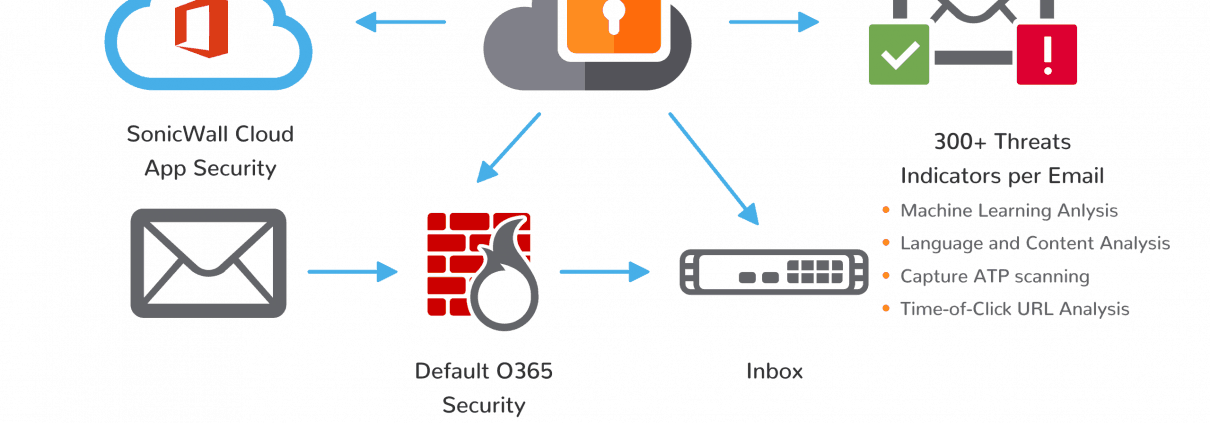 SonicWall Cloud
App Security
300+ Threats
Indicators per Email
Machine Learning Anlysis
Language and Content Analysis
Capture ATP scanning
Time-of-Click URL Analysis
Default O365
Security
Inbox